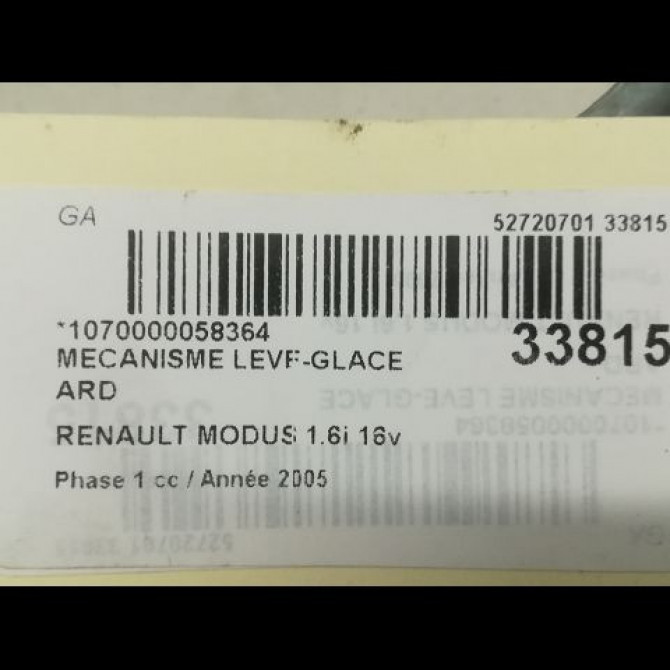 GA
52720701 33815
*1070000058364
33815
MECANISME LEVE-GLACE
ARD
RENAULT MODUS 1.6i 16v
Phase 1 cc / Année 2005